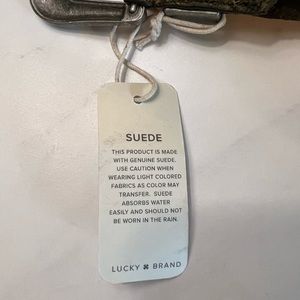 SUEDE
THIS PRODUCT IS MADE
WITH GENUINE SUEDE.
USE CAUTION WHEN
WEARING LIGHT COLORED
FABRICS AS COLOR MAY
TRANSFER. SUEDE
ABSORBS WATER
EASILY AND SHOULD NOT
BE WORN IN THE RAIN.
LUCKY BRAND